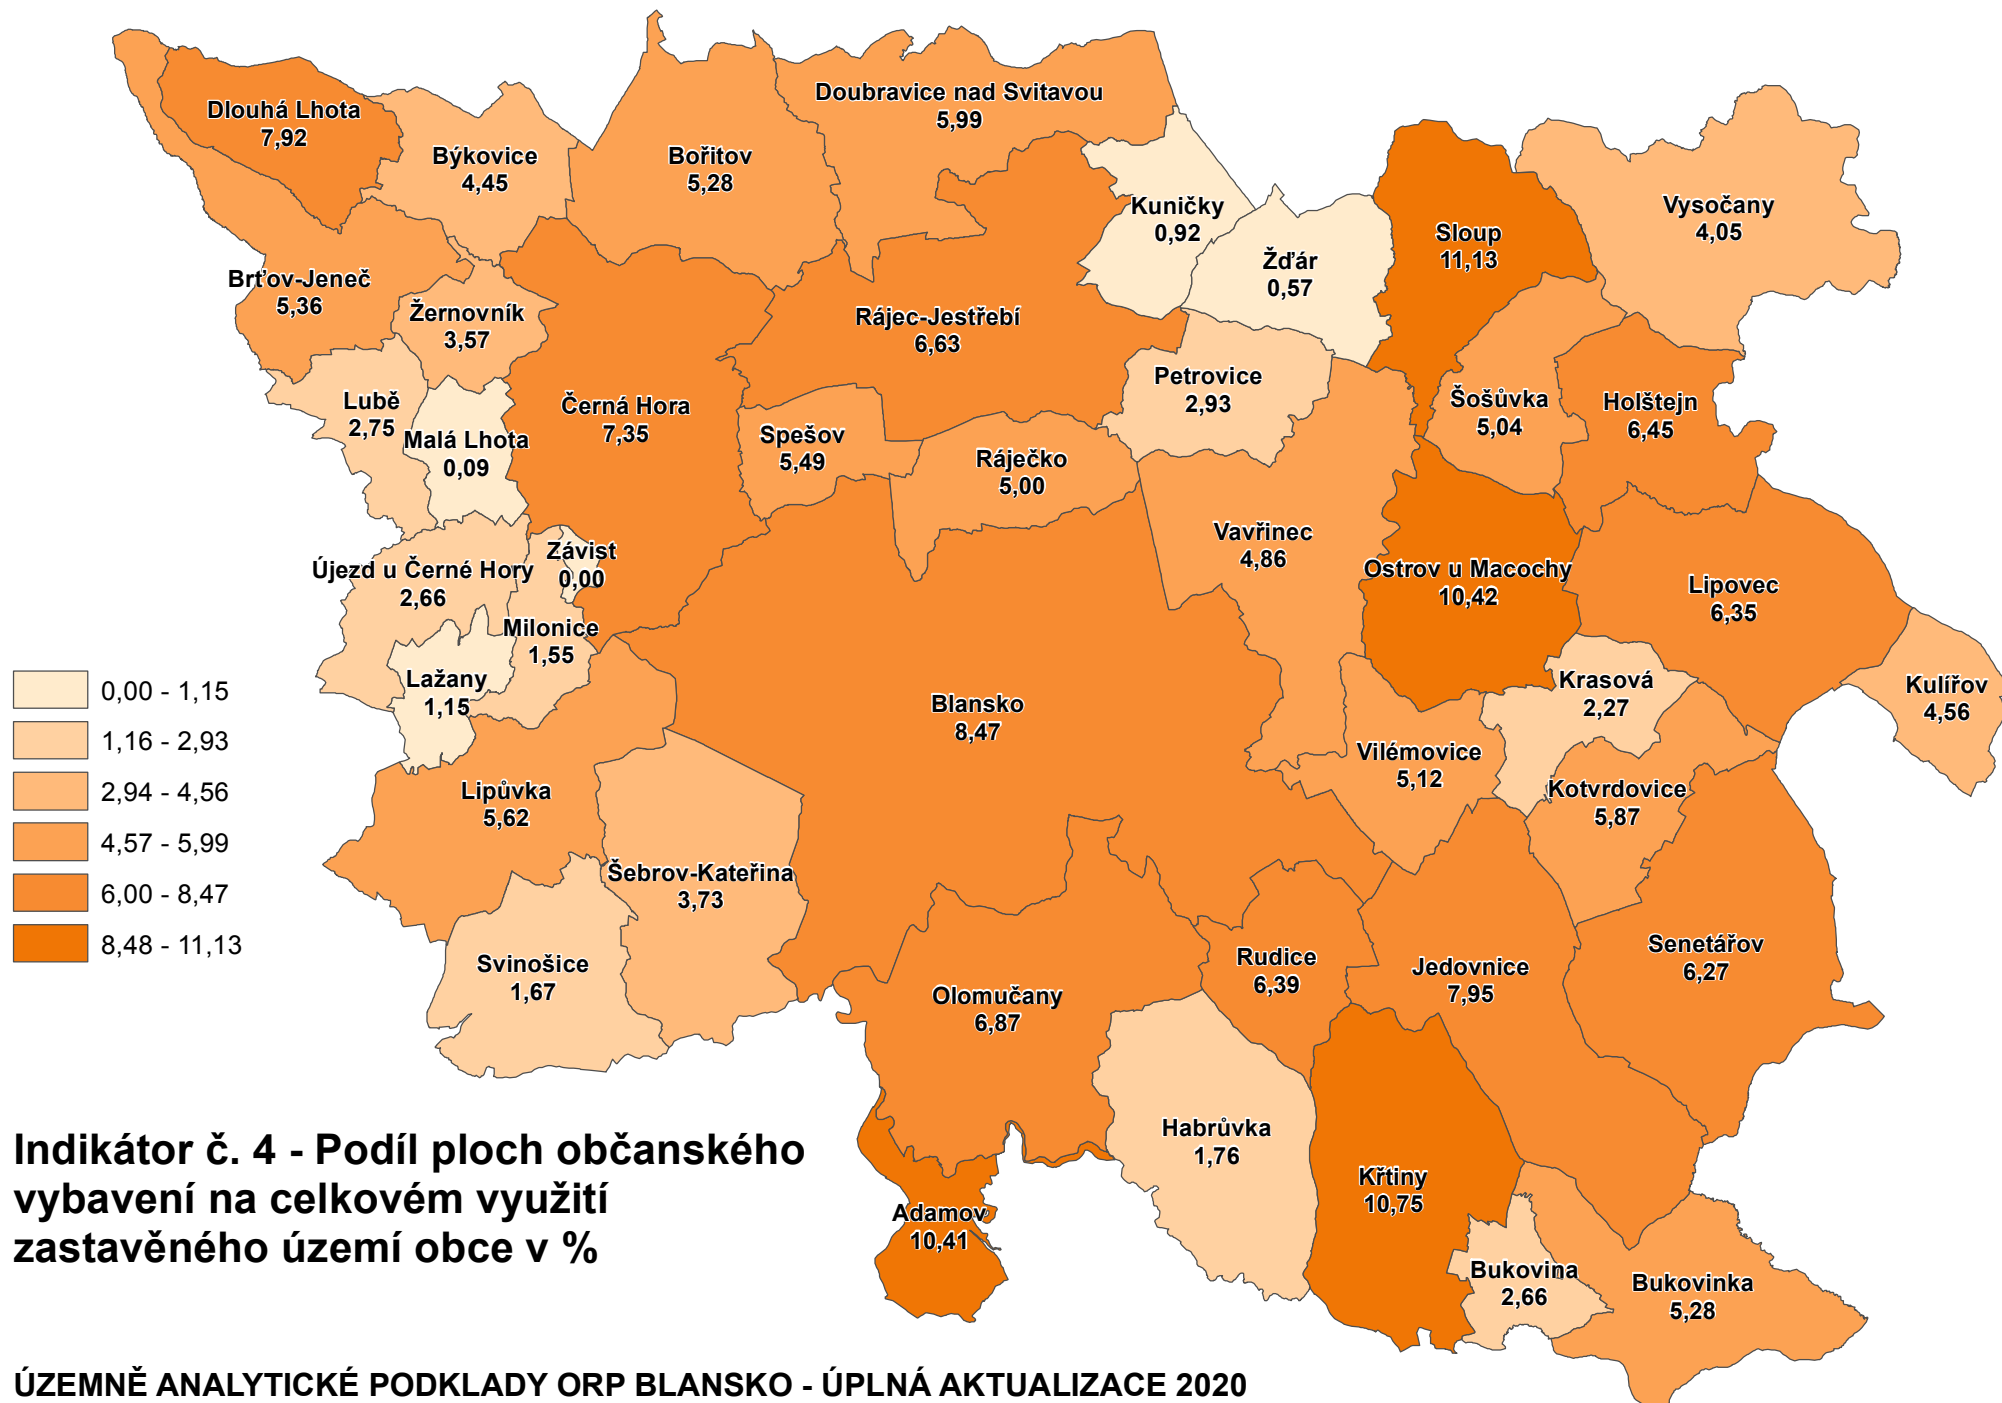 Dlouhá Lhota
7,92
Býkovice
4,45
Bořitov
5,28
Doubravice nad Svitavou
5,99
Kuničky
0,92
Žďár
0,57
Sloup
11,13
Vysočany
4,05
Brťov-Jeneč
5,36
Žernovník
3,57
Rájec-Jestřebí
6,63
Petrovice
2,93
Šošůvka
5,04
Holštejn
6,45
Lubě
2,75
Malá Lhota
0,09
Černá Hora
7,35
Spešov
5,49
Ráječko
5,00
Vavřinec
4,86
Ostrov u Macochy
10,42
Lipovec
6,35
Újezd u Černé Hory
2,66
Závist
0,00
Milonice
1,55
Lažany
1,15
Blansko
8,47
Krasová
2,27
Kulířov
4,56
Vilémovice
5,12
Kotvrdovice
5,87
Lipůvka
5,62
Šebrov-Kateřina
3,73
Svinošice
1,67
Olomučany
6,87
Rudice
6,39
Jedovnice
7,95
Senetářov
6,27
Habrůvka
1,76
Křtiny
10,75
Adamov
10,41
Bukovina
2,66
Bukovinka
5,28
0,00 - 1,15
1,16 - 2,93
2,94 - 4,56
4,57 - 5,99
6,00 - 8,47
8,48 - 11,13
Indikátor č. 4 - Podíl ploch občanského
vybavení na celkovém využití
zastavěného území obce v %
ÚZEMNĚ ANALYTICKÉ PODKLADY ORP BLANSKO - ÚPLNÁ AKTUALIZACE 2020